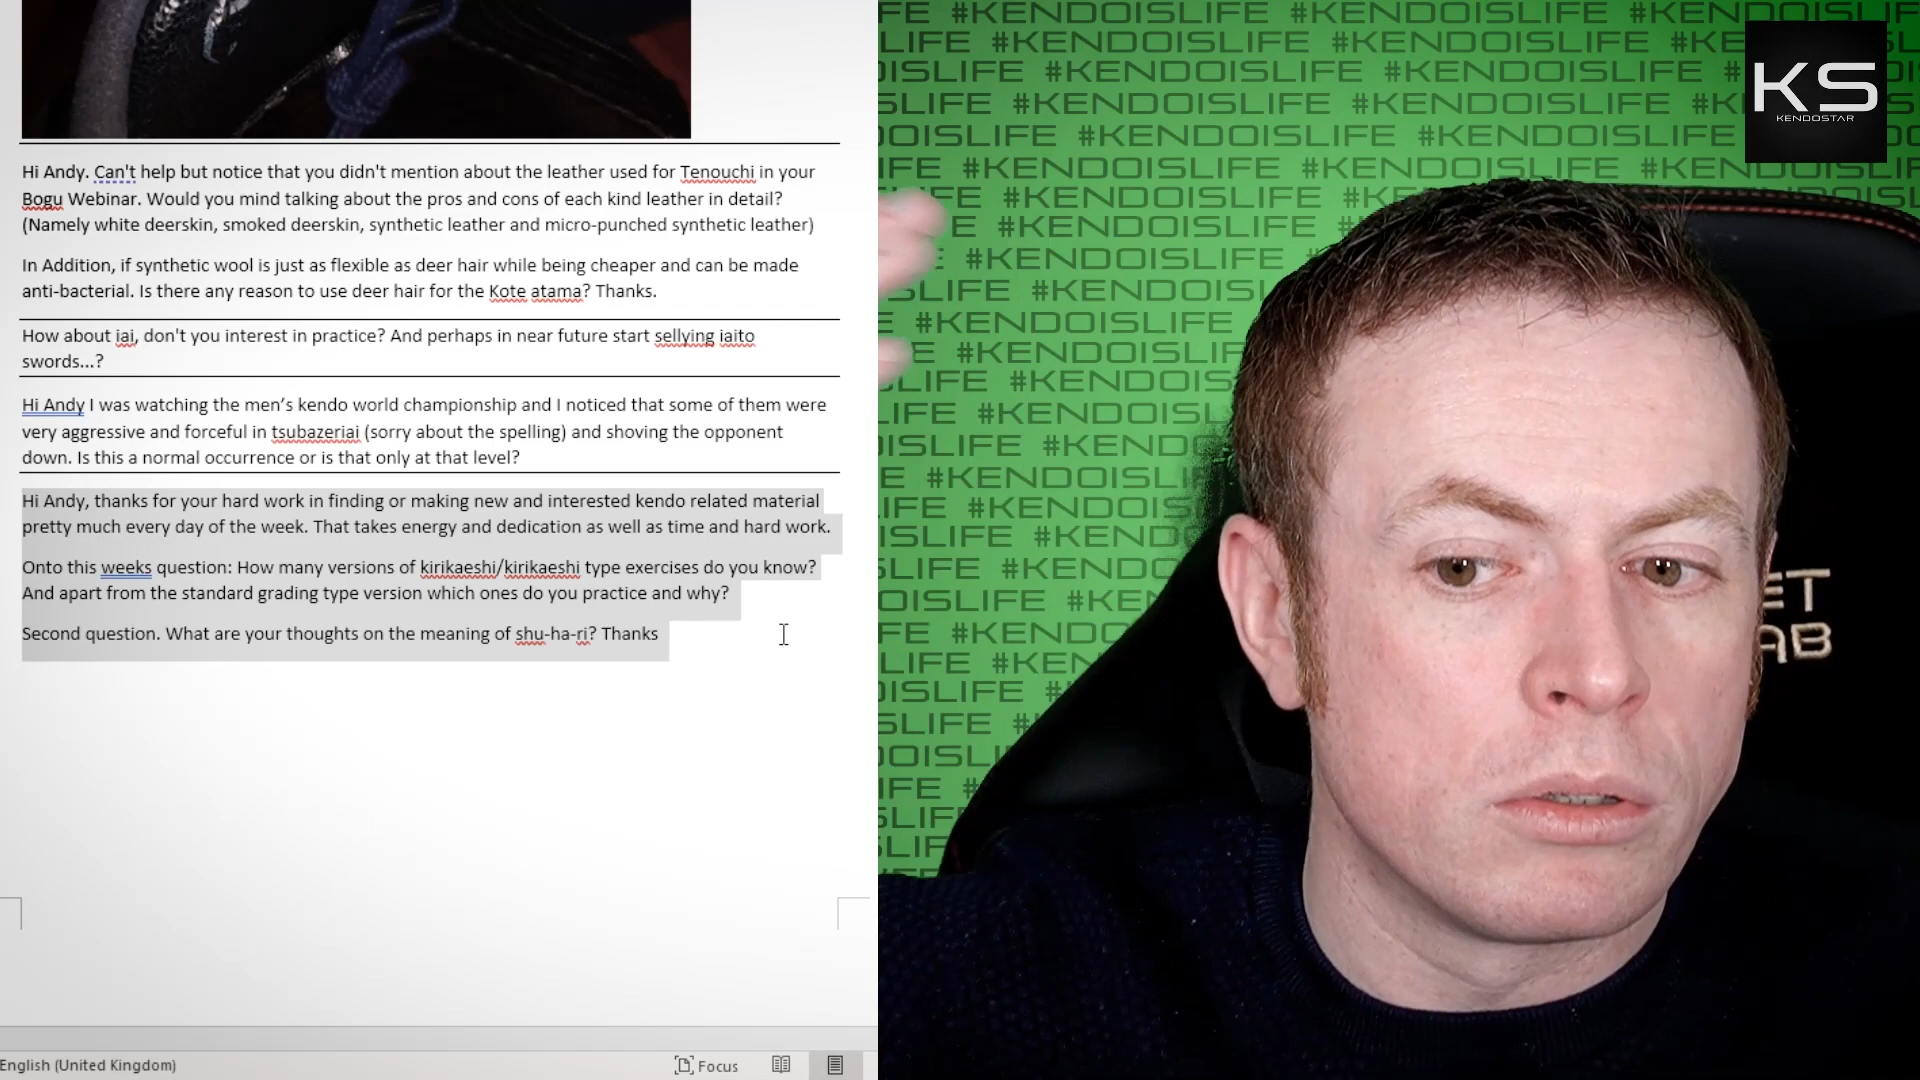 Hi Andy. Can't help but notice that you didn't mention about the leather used for Tenouchi in your
Bogu Webinar. Would you mind talking about the pros and cons of each kind leather in detail?
(Namely white deerskin, smoked deerskin, synthetic leather and micro-punched synthetic leather)
In Addition, if synthetic wool is just as flexible as deer hair while being cheaper and can be made
anti-bacterial. Is there any reason to use deer hair for the Kote atama? Thanks.
How about iai, don't you interest in practice? And perhaps in near future start sellying iaito
swords...?
Hi Andy I was watching the men’s kendo world championship and I noticed that some of them were
very aggressive and forceful in tsubazeriai (sorry about the spelling) and shoving the opponent
down. Is this a normal occurrence or is that only at that level?
Hi Andy, thanks for your hard work in finding or making new and interested kendo related material
pretty much every day of the week. That takes energy and dedication as well as time and hard work.
Onto this weeks question: How many versions of kirikaeshi/kirikaeshi type exercises do you know?
And apart from the standard grading type version which ones do you practice and why?
Second question. What are your thoughts on the meaning of shu-ha-ri? Thanks
English (United Kingdom)
Focus
#KENDOISLIFE #KENDOISLIFE
KS
KENDOSTAR